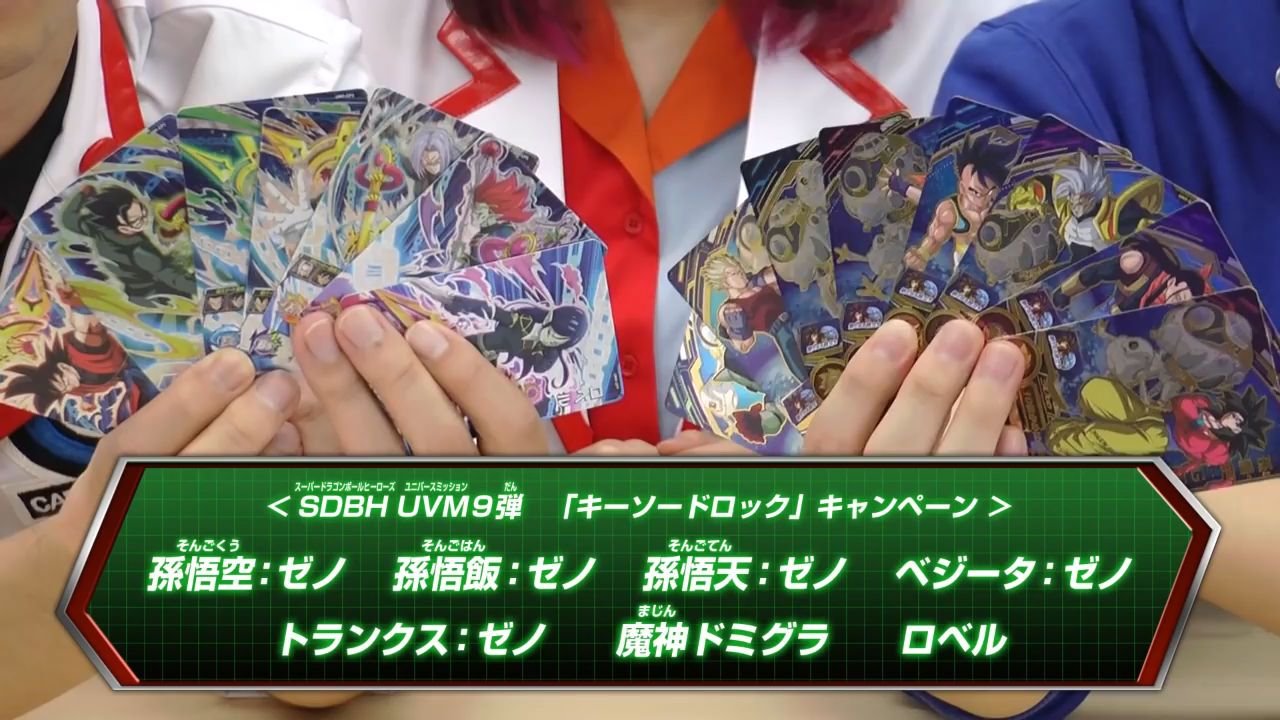 CA
スーパードラゴンボールヒーローズ ユニバースミッション だん
< SDBH UVM9弾 「キーソードロック」キャンペーン >
そんごくう そんごはん そんごてん
孫悟空:ゼノ 孫悟飯:ゼノ 孫悟天:ゼノ ベジータ:ゼノ
まじん
トランクス:ゼノ 魔神ドミグラ ロベル